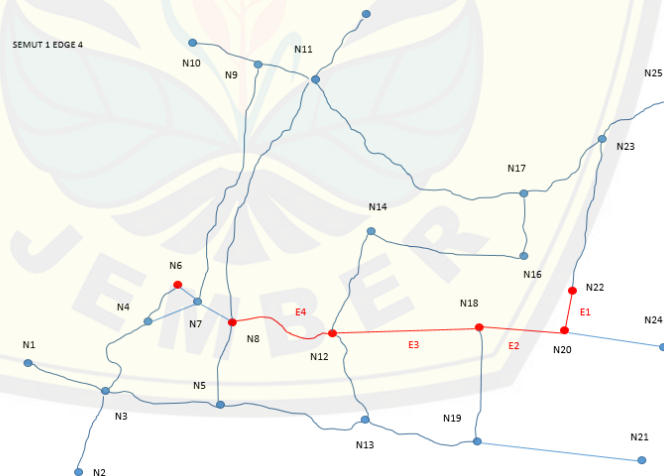 SEMUT 1 EDGE 4
N10
N9
N11
N25
N23
N17
N14
N16
N6
N4
N7
N8
E4
N12
E3
N18
E2
E1
N22
N20
N24
N1
N5
N3
N2
N13
N19
N21
JEMBER